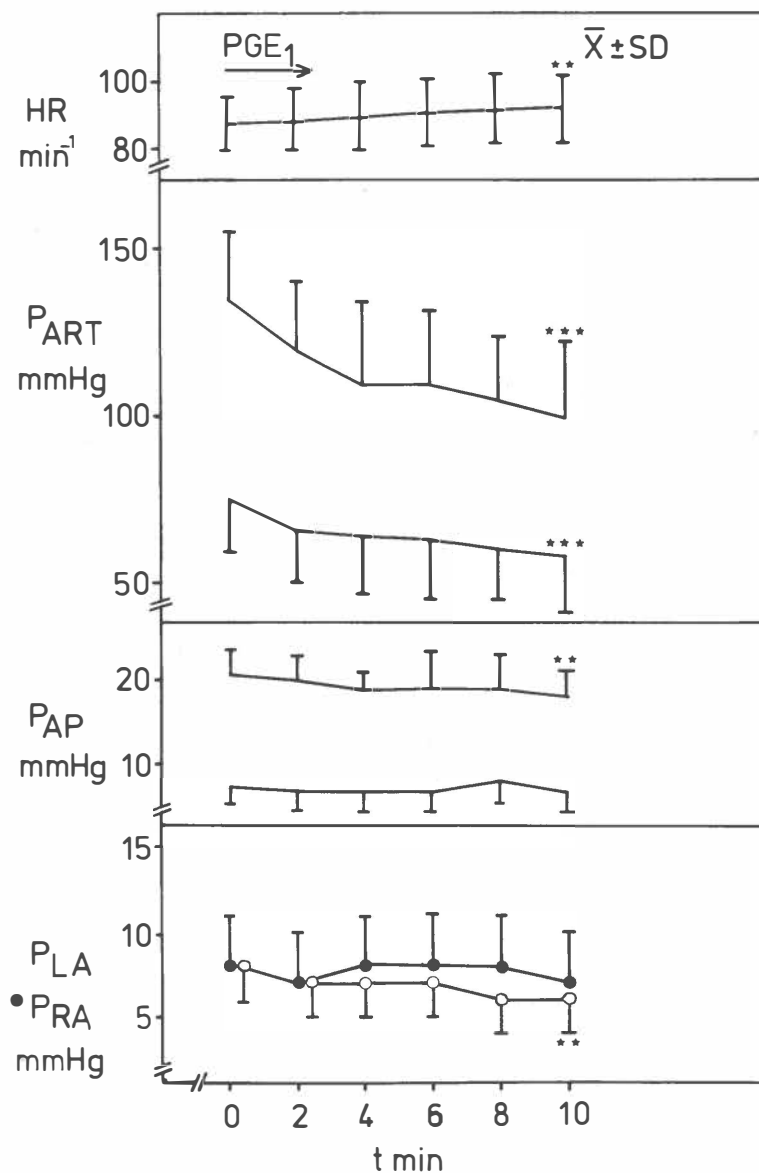 PGE1
X̄ ±SD
**
HR
min⁻¹
100
80
150
PART
mmHg
100
50
***
***
20
PAP
mmHg
10
**
15
10
5
PLA
• PRA
mmHg
**
0 2 4 6 8 10
t min